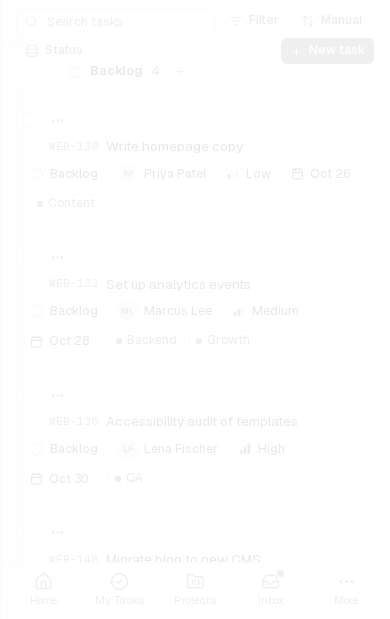 Search tasks
Filter
Manual
Status
New task
Backlog 4
WEB-130 Write homepage copy
Backlog PP Priya Patel Low Oct 26
Content
WEB-133 Set up analytics events
Backlog ML Marcus Lee Medium
Oct 28 Backend Growth
WEB-136 Accessibility audit of templates
Backlog LF Lena Fischer High
Oct 30 QA
WEB-148 Migrate blog to new CMS
Home My Tasks Projects Inbox More